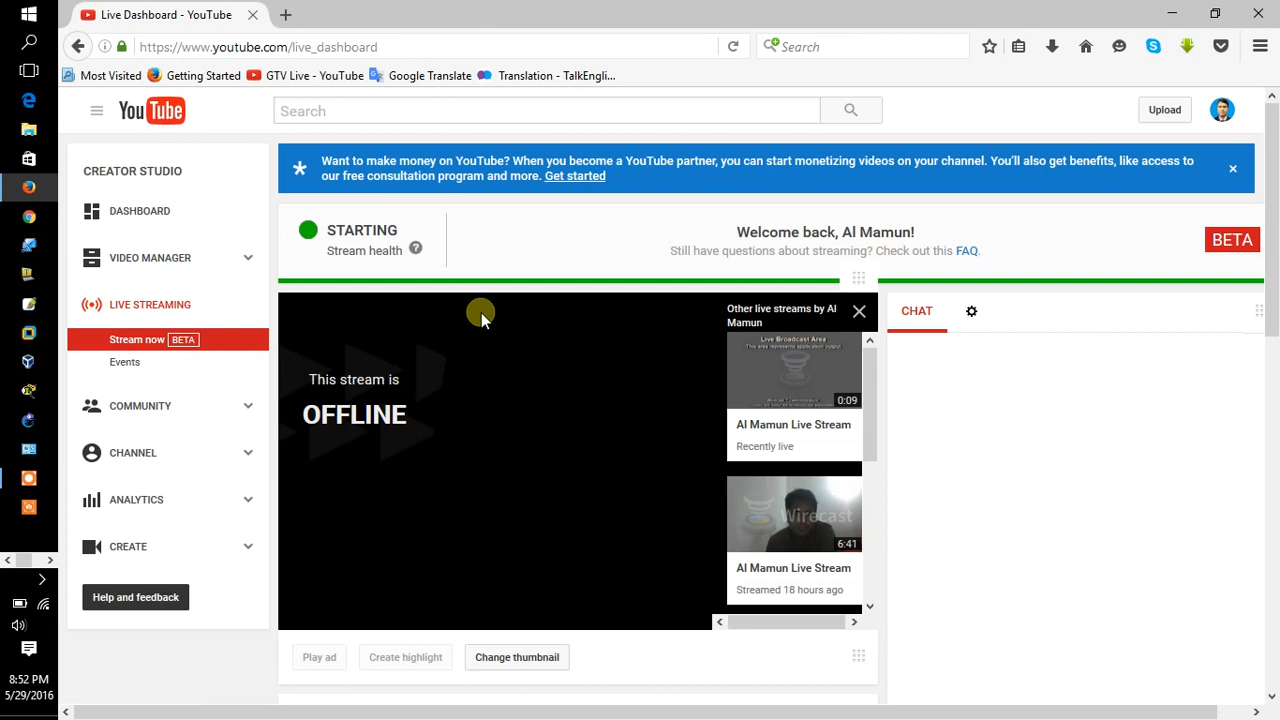 Live Dashboard - YouTube
https://www.youtube.com/live_dashboard
Search
Most Visited
Getting Started
GTV Live - YouTube
Google Translate
Translation - TalkEngli...
YouTube
Search
Upload
CREATOR STUDIO
DASHBOARD
VIDEO MANAGER
LIVE STREAMING
Stream now BETA
Events
COMMUNITY
CHANNEL
ANALYTICS
CREATE
Help and feedback
Want to make money on YouTube? When you become a YouTube partner, you can start monetizing videos on your channel. You'll also get benefits, like access to
our free consultation program and more. Get started
STARTING
Stream health
Welcome back, Al Mamun!
Still have questions about streaming? Check out this FAQ.
BETA
This stream is
OFFLINE
Other live streams by Al
Mamun
Live Broadcast Area
0:09
Al Mamun Live Stream
Recently live
Wirecast
6:41
Al Mamun Live Stream
Streamed 18 hours ago
CHAT
Play ad
Create highlight
Change thumbnail
8:52 PM
5/29/2016